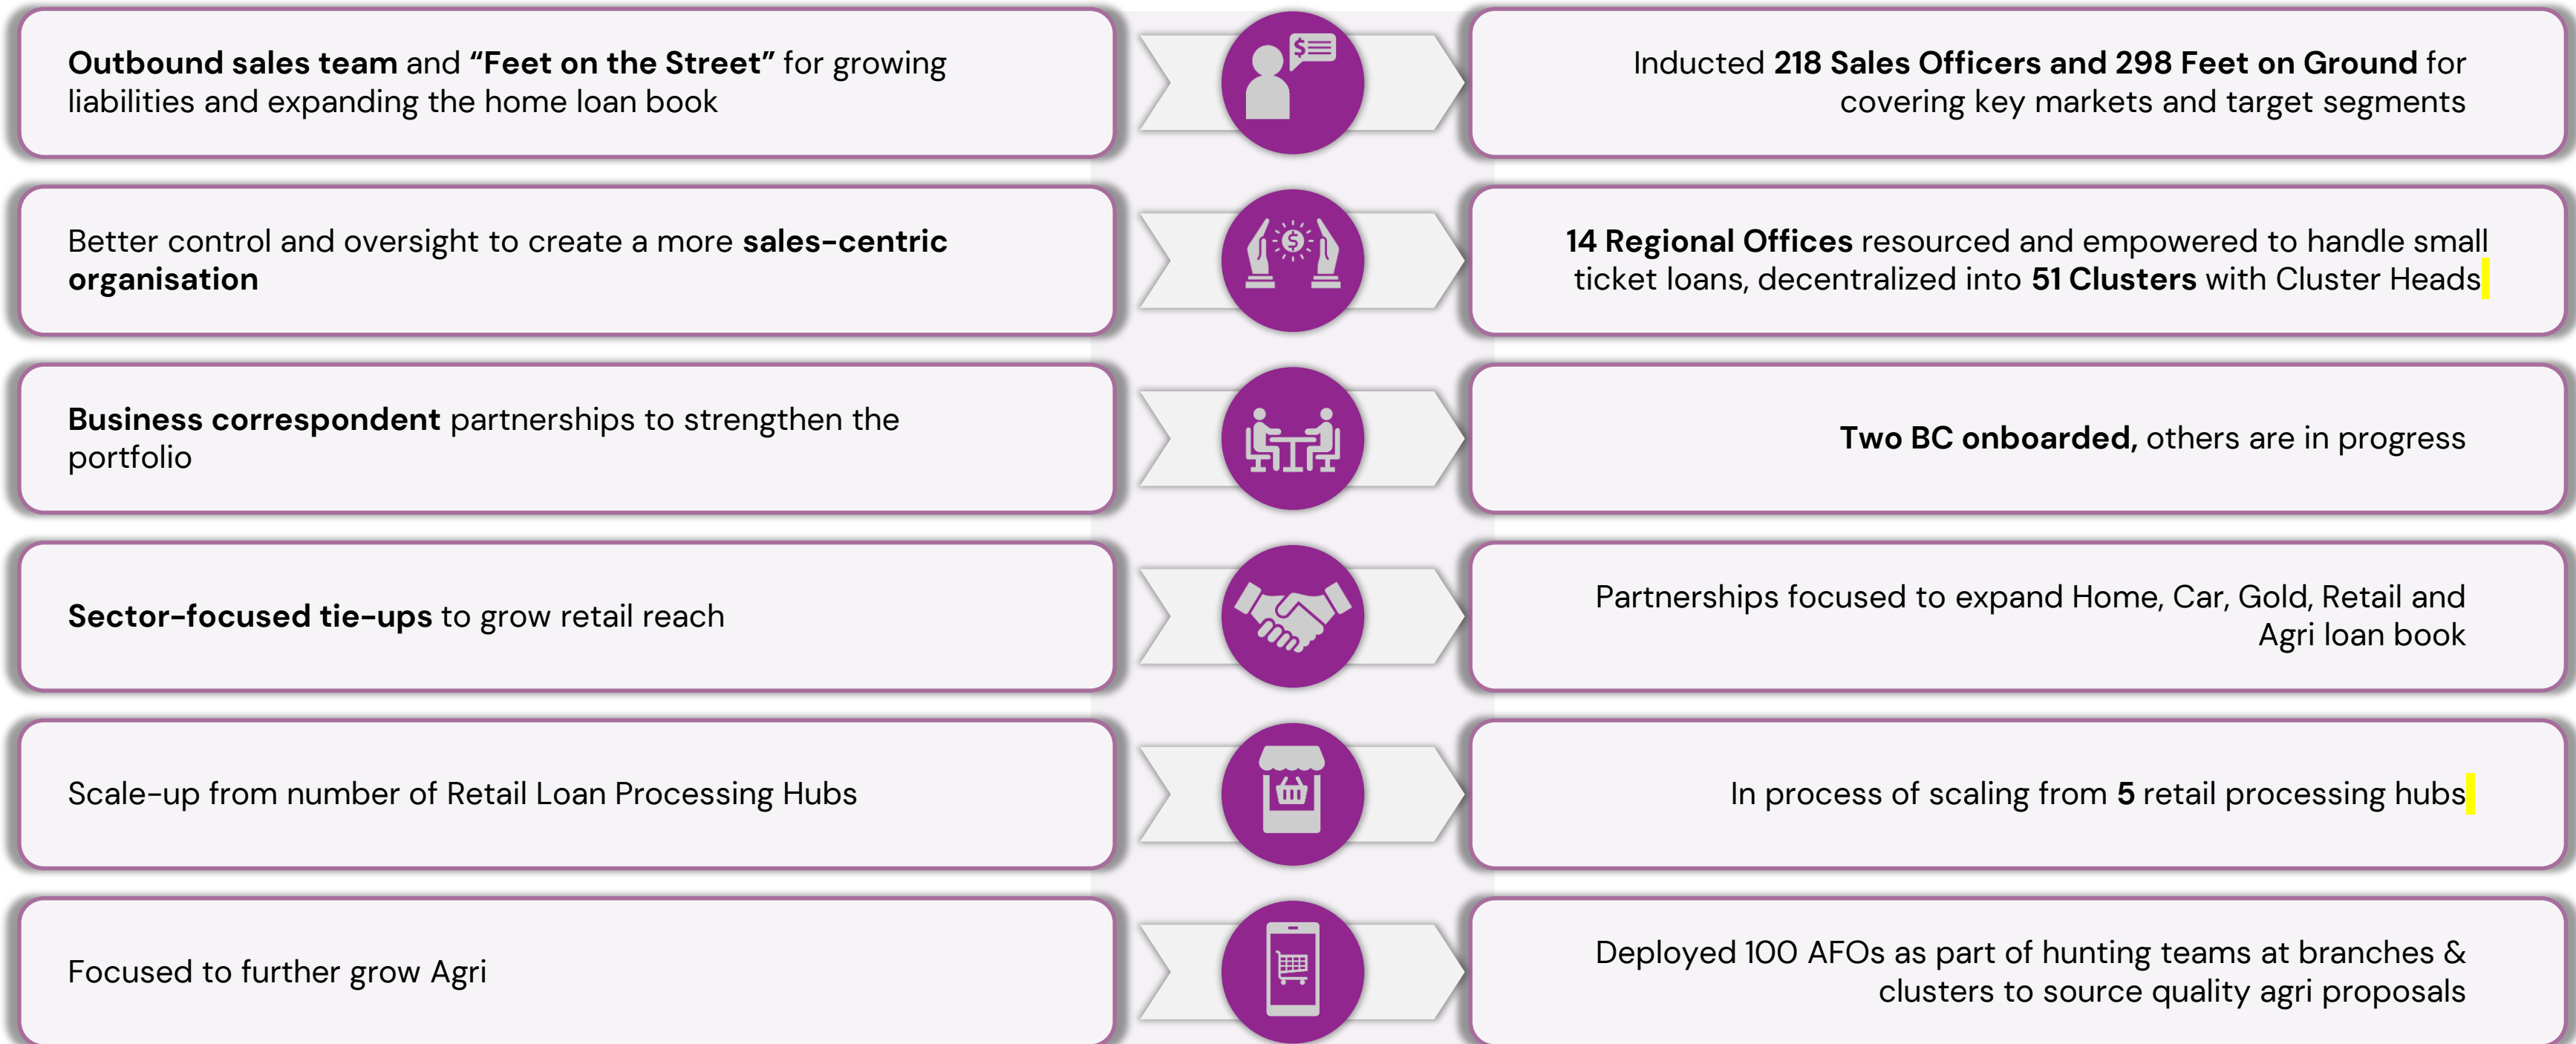 Outbound sales team and “Feet on the Street” for growing
liabilities and expanding the home loan book
Inducted 218 Sales Officers and 298 Feet on Ground for
covering key markets and target segments
Better control and oversight to create a more sales-centric
organisation
14 Regional Offices resourced and empowered to handle small
ticket loans, decentralized into 51 Clusters with Cluster Heads
Business correspondent partnerships to strengthen the
portfolio
Two BC onboarded, others are in progress
Sector-focused tie-ups to grow retail reach
Partnerships focused to expand Home, Car, Gold, Retail and
Agri loan book
Scale-up from number of Retail Loan Processing Hubs
In process of scaling from 5 retail processing hubs
Focused to further grow Agri
Deployed 100 AFOs as part of hunting teams at branches &
clusters to source quality agri proposals